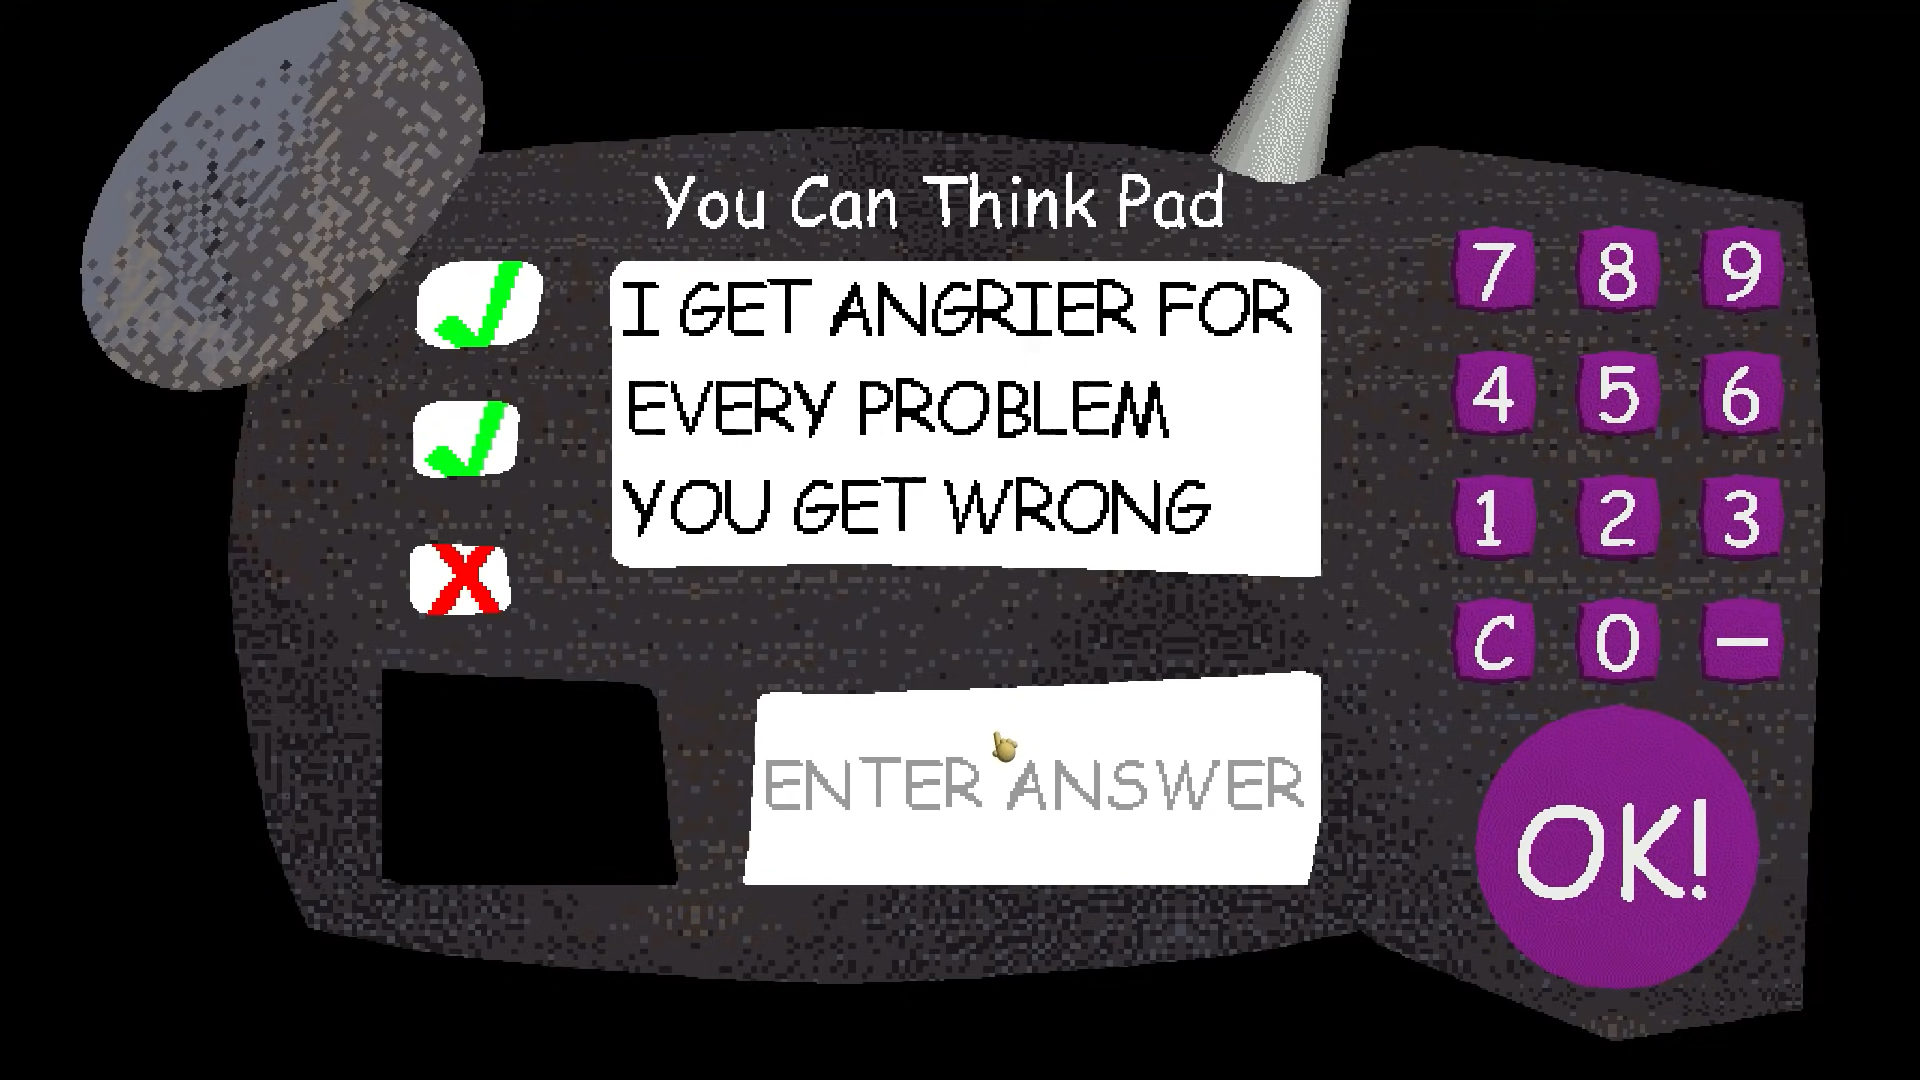 You Can Think Pad
I GET ANGRIER FOR
EVERY PROBLEM
YOU GET WRONG
7 8 9
4 5 6
1 2 3
C 0 −
ENTER ANSWER
OK!